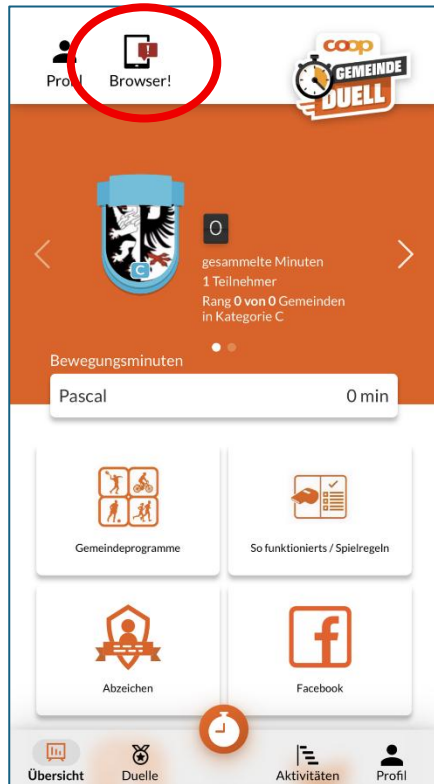 Profil
Browser!
coop
GEMEINDE
DUELL
0
gesammelte Minuten
1 Teilnehmer
Rang 0 von 0 Gemeinden
in Kategorie C
C
Bewegungsminuten
Pascal 0 min
Gemeindeprogramme
So funktionierts / Spielregeln
Abzeichen
Facebook
Übersicht
Duelle
Aktivitäten
Profil